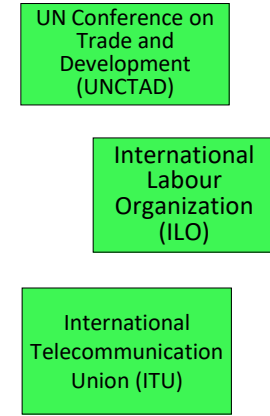 UN Conference on
Trade and
Development
(UNCTAD)
International
Labour
Organization
(ILO)
International
Telecommunication
Union (ITU)